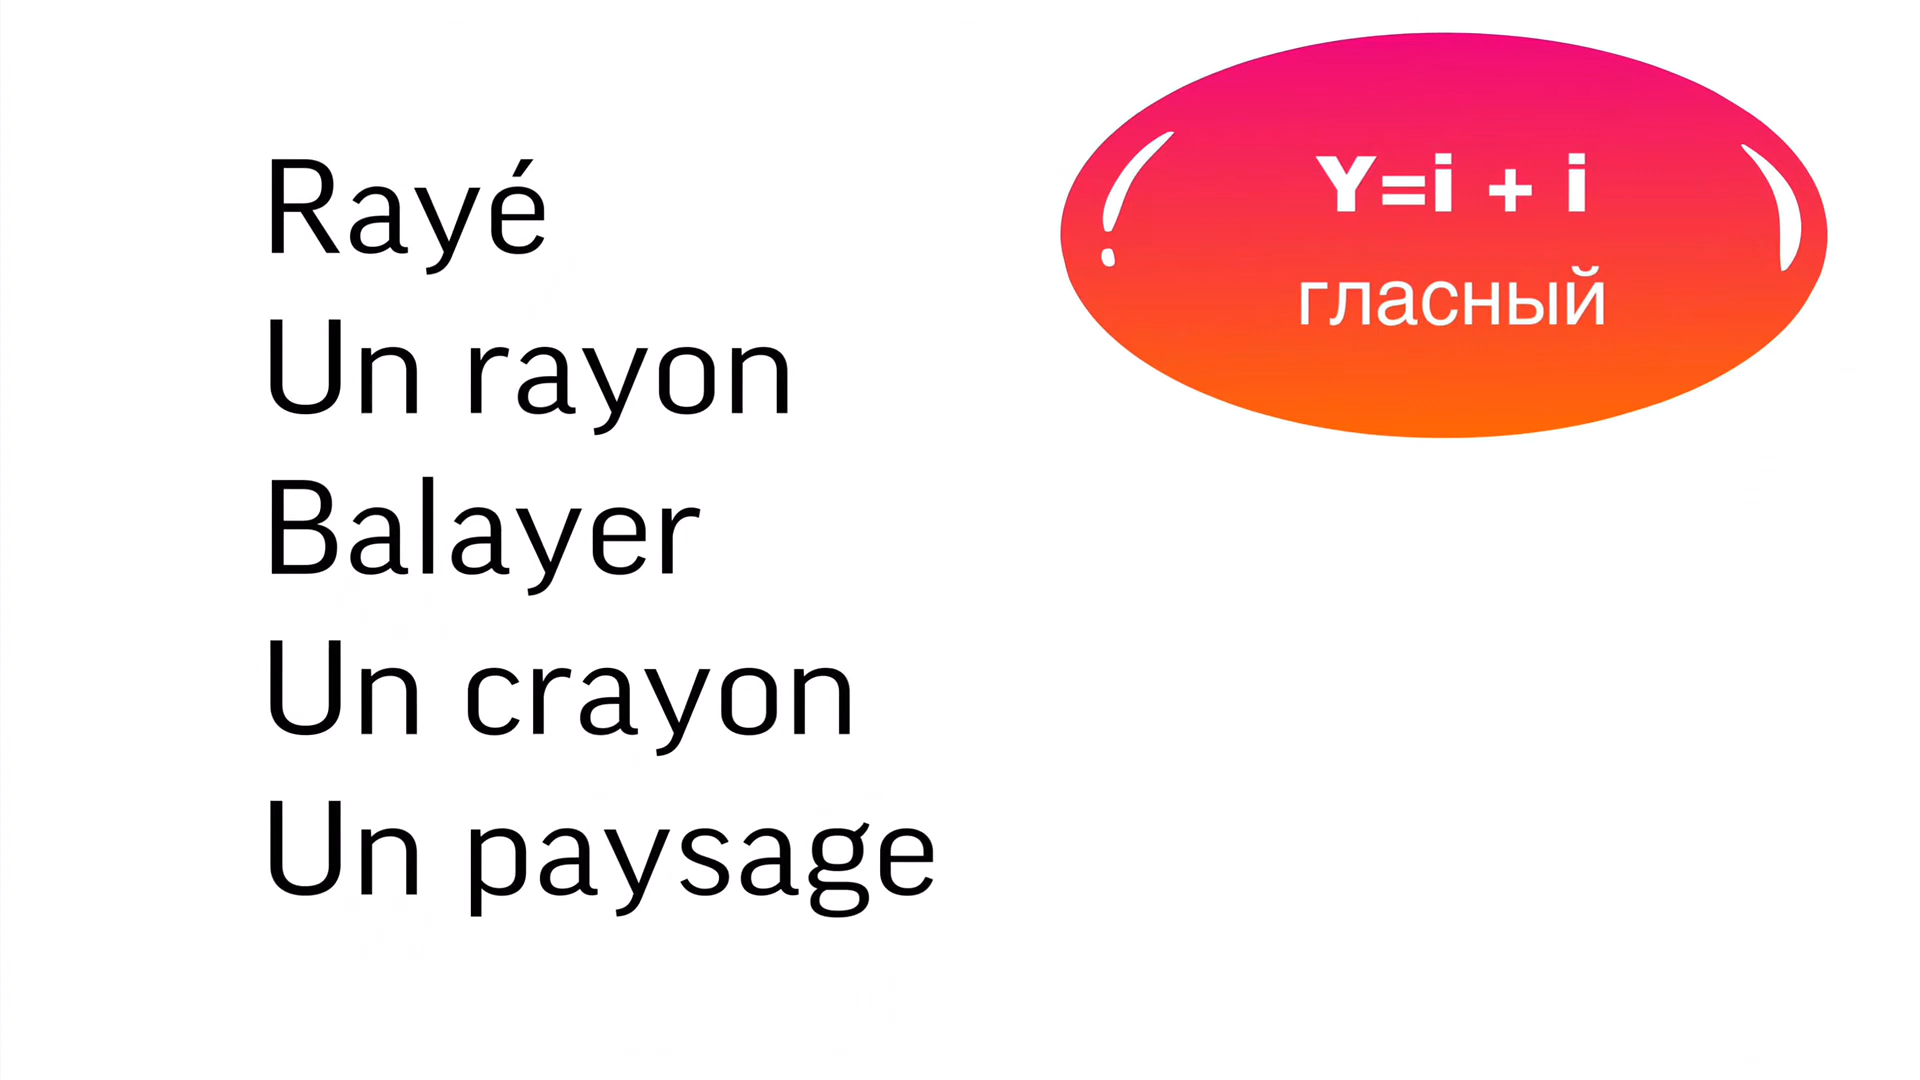 Rayé
Un rayon
Balayer
Un crayon
Un paysage
Y=i + i
гласный